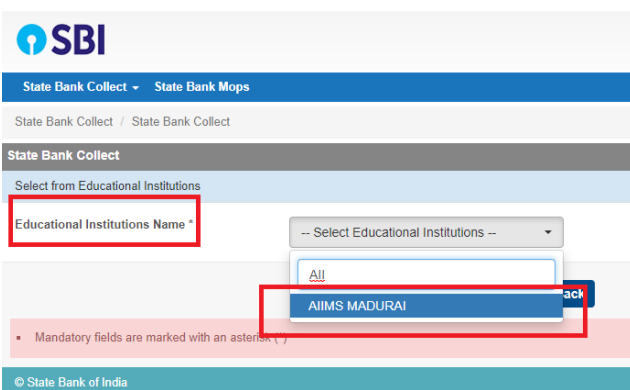 SBI
State Bank Collect State Bank Mops
State Bank Collect / State Bank Collect
State Bank Collect
Select from Educational Institutions
Educational Institutions Name *
-- Select Educational Institutions --
AII
AIIMS MADURAI
ack
Mandatory fields are marked with an asterisk (*)
© State Bank of India